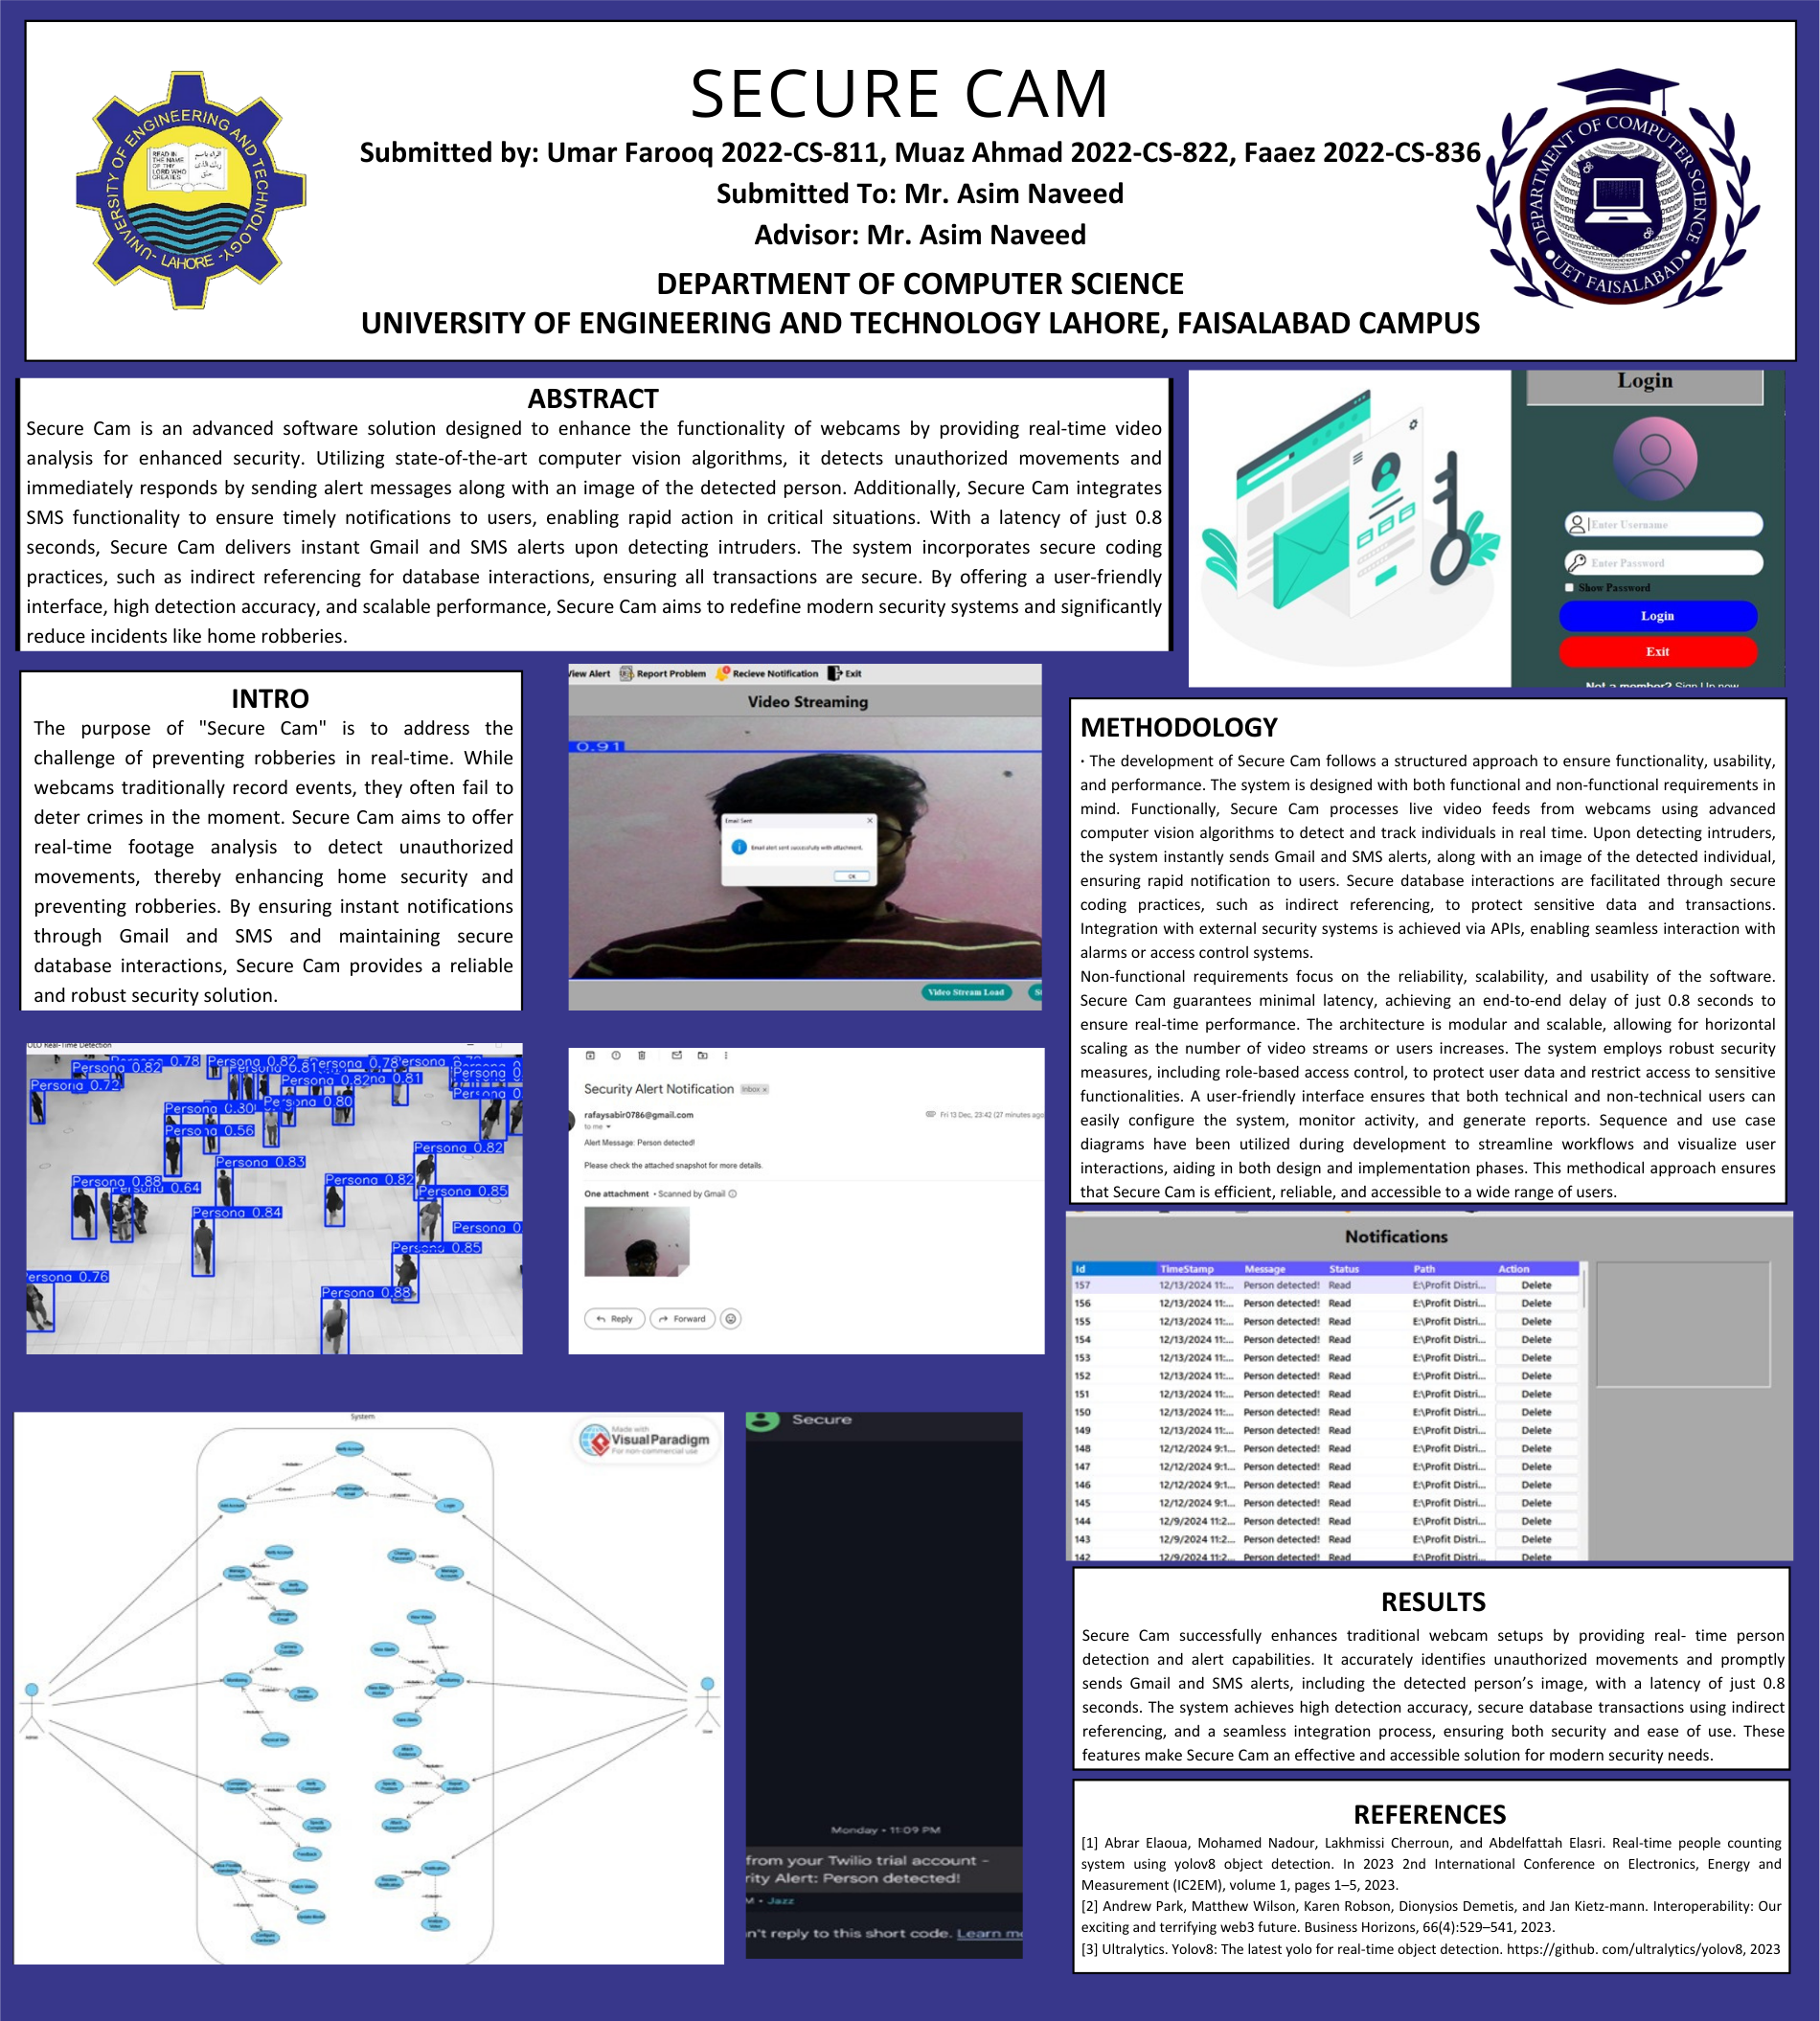 SECURE CAM
Submitted by: Umar Farooq 2022-CS-811, Muaz Ahmad 2022-CS-822, Faaez 2022-CS-836
Submitted To: Mr. Asim Naveed
Advisor: Mr. Asim Naveed
DEPARTMENT OF COMPUTER SCIENCE
UNIVERSITY OF ENGINEERING AND TECHNOLOGY LAHORE, FAISALABAD CAMPUS
UNIVERSITY OF ENGINEERING AND TECHNOLOGY
- LAHORE -
READ IN
THE NAME
OF THY
LORD WHO
CREATES
DEPARTMENT OF COMPUTER SCIENCE
UET FAISALABAD
ABSTRACT
Secure Cam is an advanced software solution designed to enhance the functionality of webcams by providing real-time video
analysis for enhanced security. Utilizing state-of-the-art computer vision algorithms, it detects unauthorized movements and
immediately responds by sending alert messages along with an image of the detected person. Additionally, Secure Cam integrates
SMS functionality to ensure timely notifications to users, enabling rapid action in critical situations. With a latency of just 0.8
seconds, Secure Cam delivers instant Gmail and SMS alerts upon detecting intruders. The system incorporates secure coding
practices, such as indirect referencing for database interactions, ensuring all transactions are secure. By offering a user-friendly
interface, high detection accuracy, and scalable performance, Secure Cam aims to redefine modern security systems and significantly
reduce incidents like home robberies.
Login
Enter Username
Enter Password
Show Password
Login
Exit
Not a member? Sign Up now
INTRO
The purpose of "Secure Cam" is to address the
challenge of preventing robberies in real-time. While
webcams traditionally record events, they often fail to
deter crimes in the moment. Secure Cam aims to offer
real-time footage analysis to detect unauthorized
movements, thereby enhancing home security and
preventing robberies. By ensuring instant notifications
through Gmail and SMS and maintaining secure
database interactions, Secure Cam provides a reliable
and robust security solution.
View Alert Report Problem Recieve Notification Exit
Video Streaming
0.91
Email Sent
Email alert sent successfully with attachment.
OK
Video Stream Load
METHODOLOGY
· The development of Secure Cam follows a structured approach to ensure functionality, usability,
and performance. The system is designed with both functional and non-functional requirements in
mind. Functionally, Secure Cam processes live video feeds from webcams using advanced
computer vision algorithms to detect and track individuals in real time. Upon detecting intruders,
the system instantly sends Gmail and SMS alerts, along with an image of the detected individual,
ensuring rapid notification to users. Secure database interactions are facilitated through secure
coding practices, such as indirect referencing, to protect sensitive data and transactions.
Integration with external security systems is achieved via APIs, enabling seamless interaction with
alarms or access control systems.
Non-functional requirements focus on the reliability, scalability, and usability of the software.
Secure Cam guarantees minimal latency, achieving an end-to-end delay of just 0.8 seconds to
ensure real-time performance. The architecture is modular and scalable, allowing for horizontal
scaling as the number of video streams or users increases. The system employs robust security
measures, including role-based access control, to protect user data and restrict access to sensitive
functionalities. A user-friendly interface ensures that both technical and non-technical users can
easily configure the system, monitor activity, and generate reports. Sequence and use case
diagrams have been utilized during development to streamline workflows and visualize user
interactions, aiding in both design and implementation phases. This methodical approach ensures
that Secure Cam is efficient, reliable, and accessible to a wide range of users.
OLO Real-Time Detection
Persona 0.78
Persona 0.82
Persona 0.82
Persona 0.72
Persona 0.80
Persona 0.56
Persona 0.82
Persona 0.83
Persona 0.88
0.64
Persona 0.82
Persona 0.85
Persona 0.84
Persona 0.85
ersona 0.76
Persona 0.88
Security Alert Notification Inbox x
rafaysabir0786@gmail.com Fri 13 Dec, 23:42 (27 minutes ago
to me
Alert Message: Person detected!
Please check the attached snapshot for more details.
One attachment • Scanned by Gmail
Reply Forward
Notifications
Id TimeStamp Message Status Path Action
157 12/13/2024 11:... Person detected! Read E:\Profit Distri... Delete
156 12/13/2024 11:... Person detected! Read E:\Profit Distri... Delete
155 12/13/2024 11:... Person detected! Read E:\Profit Distri... Delete
154 12/13/2024 11:... Person detected! Read E:\Profit Distri... Delete
153 12/13/2024 11:... Person detected! Read E:\Profit Distri... Delete
152 12/13/2024 11:... Person detected! Read E:\Profit Distri... Delete
151 12/13/2024 11:... Person detected! Read E:\Profit Distri... Delete
150 12/13/2024 11:... Person detected! Read E:\Profit Distri... Delete
149 12/13/2024 11:... Person detected! Read E:\Profit Distri... Delete
148 12/12/2024 9:1... Person detected! Read E:\Profit Distri... Delete
147 12/12/2024 9:1... Person detected! Read E:\Profit Distri... Delete
146 12/12/2024 9:1... Person detected! Read E:\Profit Distri... Delete
145 12/12/2024 9:1... Person detected! Read E:\Profit Distri... Delete
144 12/9/2024 11:2... Person detected! Read E:\Profit Distri... Delete
143 12/9/2024 11:2... Person detected! Read E:\Profit Distri... Delete
142 12/9/2024 11:2... Person detected! Read E:\Profit Distri... Delete
System
Made with
Visual Paradigm
For non-commercial use
Secure
Monday • 11:09 PM
from your Twilio trial account -
rity Alert: Person detected!
M • Jazz
n't reply to this short code. Learn m
RESULTS
Secure Cam successfully enhances traditional webcam setups by providing real- time person
detection and alert capabilities. It accurately identifies unauthorized movements and promptly
sends Gmail and SMS alerts, including the detected person’s image, with a latency of just 0.8
seconds. The system achieves high detection accuracy, secure database transactions using indirect
referencing, and a seamless integration process, ensuring both security and ease of use. These
features make Secure Cam an effective and accessible solution for modern security needs.
REFERENCES
[1] Abrar Elaoua, Mohamed Nadour, Lakhmissi Cherroun, and Abdelfattah Elasri. Real-time people counting
system using yolov8 object detection. In 2023 2nd International Conference on Electronics, Energy and
Measurement (IC2EM), volume 1, pages 1–5, 2023.
[2] Andrew Park, Matthew Wilson, Karen Robson, Dionysios Demetis, and Jan Kietz-mann. Interoperability: Our
exciting and terrifying web3 future. Business Horizons, 66(4):529–541, 2023.
[3] Ultralytics. Yolov8: The latest yolo for real-time object detection. https://github. com/ultralytics/yolov8, 2023